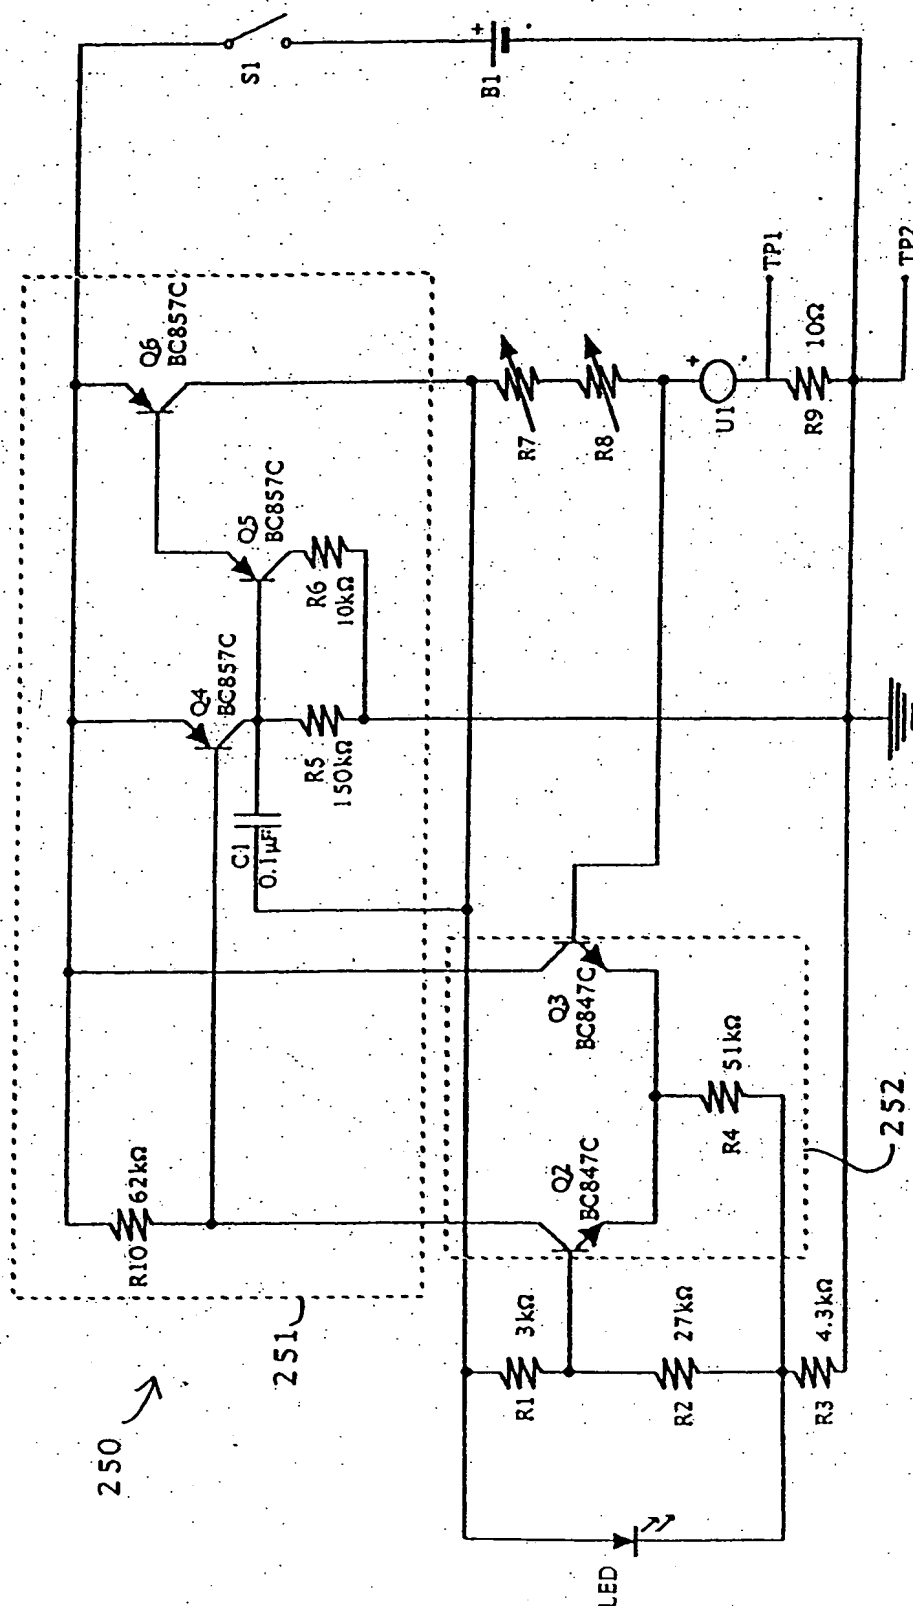 S1
+
B1
Q6
BC857C
Q5
BC857C
Q4
BC857C
R6
10kΩ
R5
150kΩ
C1
0.1µF
R10
62kΩ
251
250
R7
R8
+
U1
TP1
R9
10Ω
TP2
Q3
BC847C
Q2
BC847C
R4
51kΩ
252
R1
3kΩ
R2
27kΩ
R3
4.3kΩ
LED